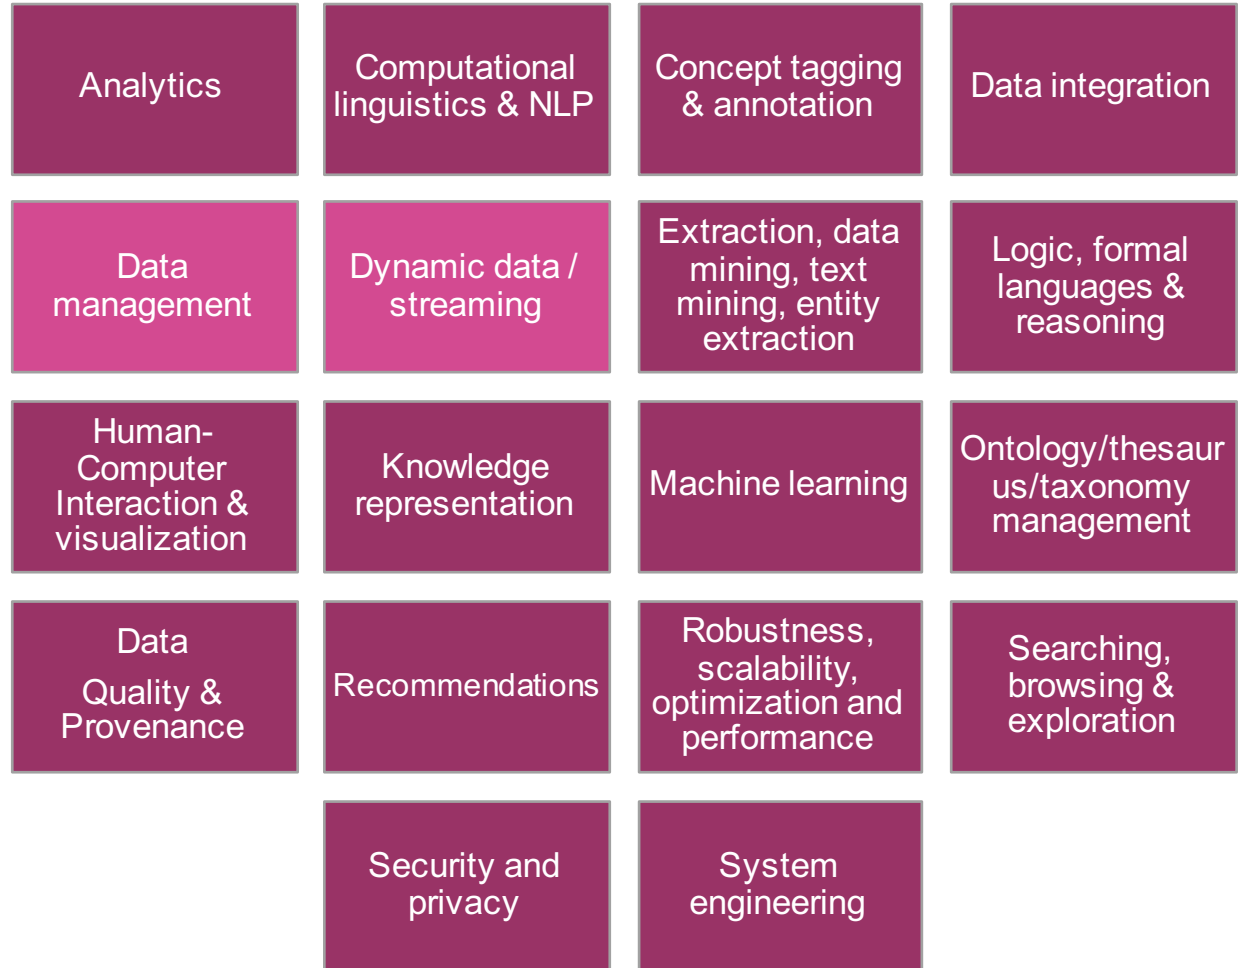 Analytics
Computational
linguistics & NLP
Concept tagging
& annotation
Data integration
Data
management
Dynamic data /
streaming
Extraction, data
mining, text
mining, entity
extraction
Logic, formal
languages &
reasoning
Human-
Computer
Interaction &
visualization
Knowledge
representation
Machine learning
Ontology/thesaur
us/taxonomy
management
Data
Quality &
Provenance
Recommendations
Robustness,
scalability,
optimization and
performance
Searching,
browsing &
exploration
Security and
privacy
System
engineering